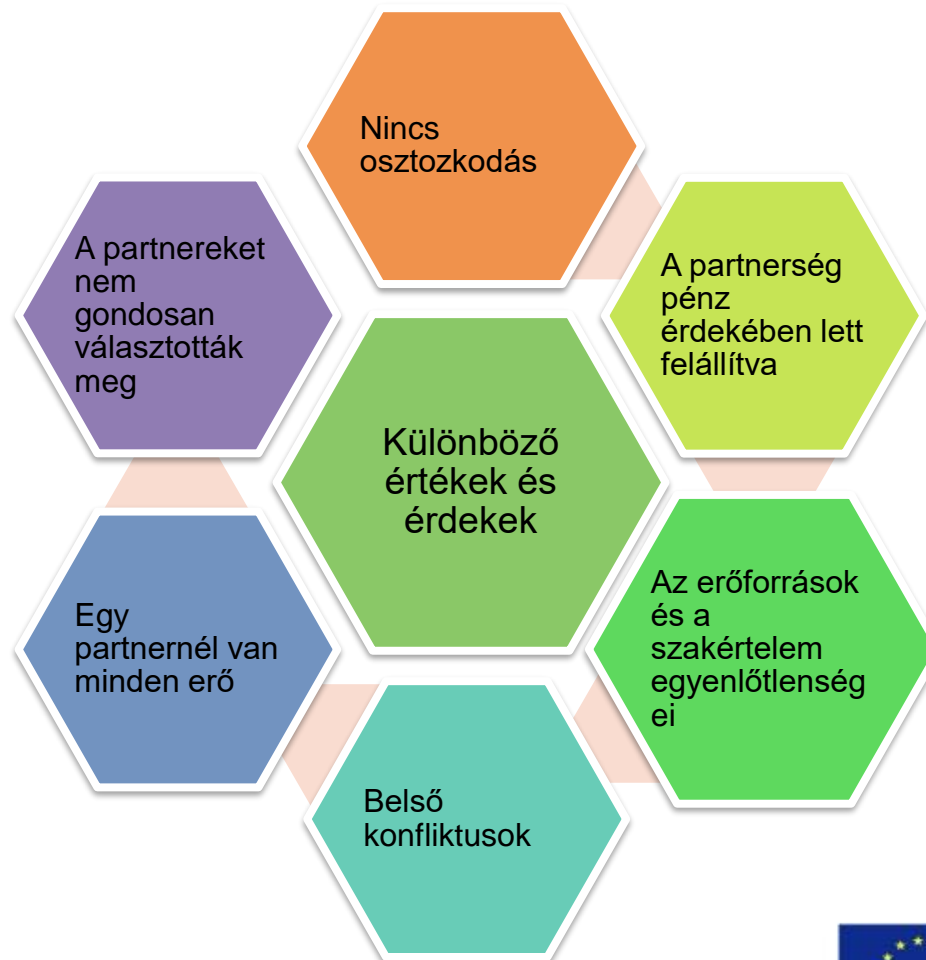 Nincs
osztozkodás
A partnerség
pénz
érdekében lett
felállítva
Az erőforrások
és a
szakértelem
egyenlőtlenség
ei
Belső
konfliktusok
Egy
partnernél van
minden erő
A partnereket
nem
gondosan
választották
meg
Különböző
értékek és
érdekek